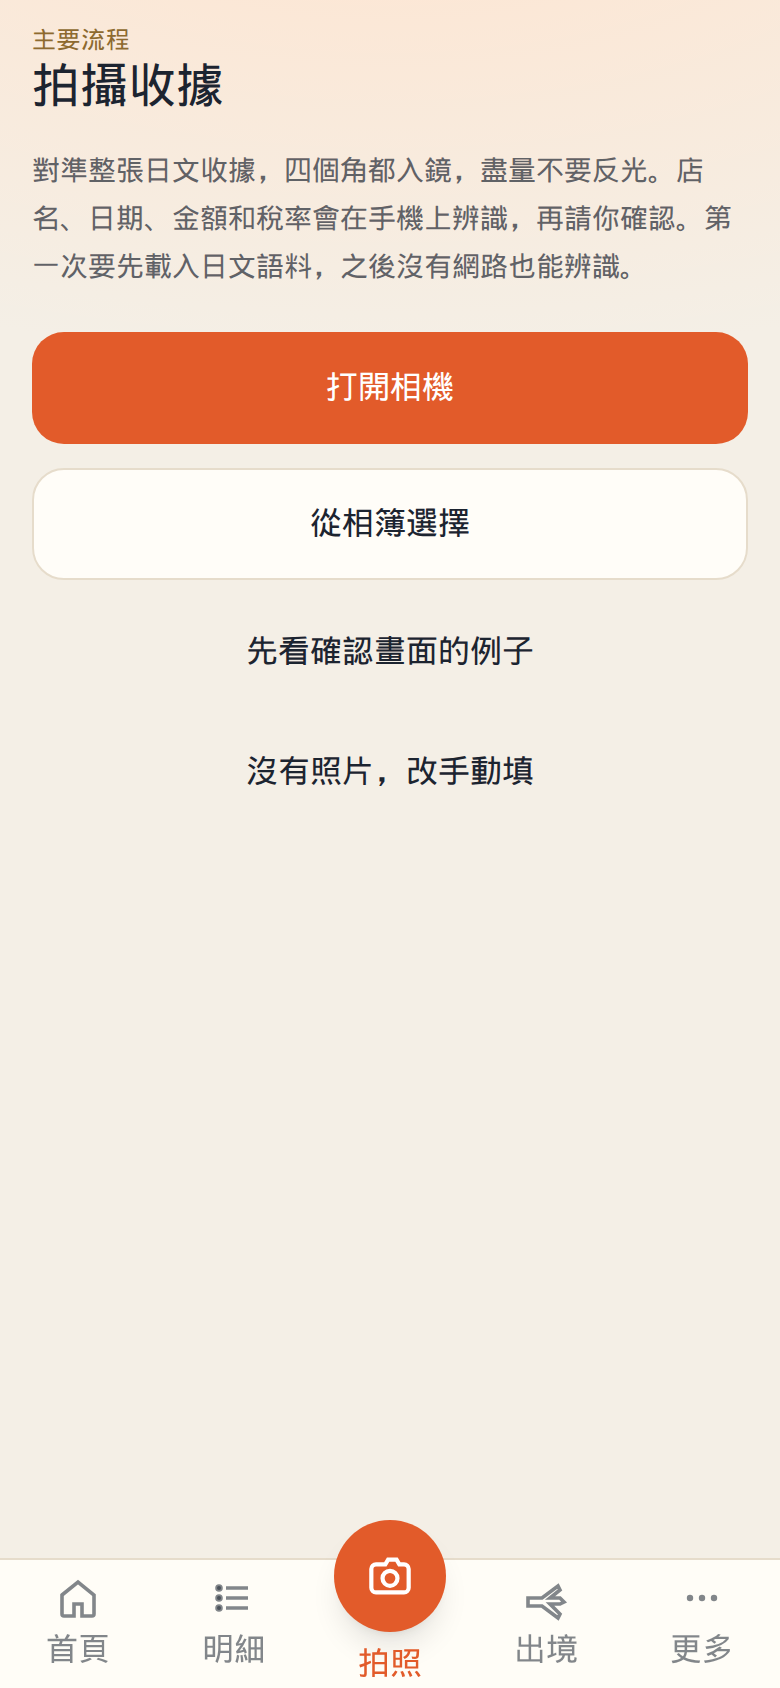 主要流程
拍攝收據
對準整張日文收據，四個角都入鏡，盡量不要反光。店
名、日期、金額和稅率會在手機上辨識，再請你確認。第
一次要先載入日文語料，之後沒有網路也能辨識。
打開相機
從相簿選擇
先看確認畫面的例子
沒有照片，改手動填
首頁
明細
拍照
出境
更多